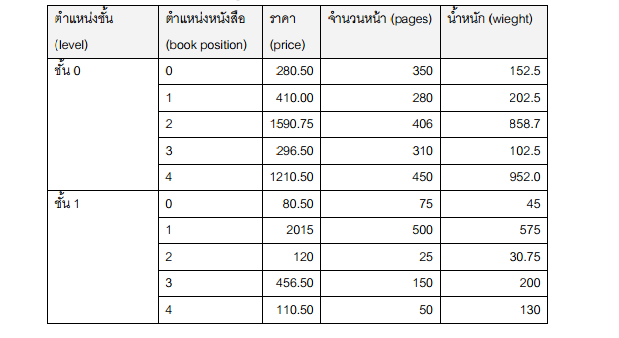 ตำแหน่งชั้น ตำแหน่งหนังสือ ราคา จำนวนหน้า (pages) น้ำหนัก (wieght)
(level) (book position) (price)
ชั้น 0 0 280.50 350 152.5
1 410.00 280 202.5
2 1590.75 406 858.7
3 296.50 310 102.5
4 1210.50 450 952.0
ชั้น 1 0 80.50 75 45
1 2015 500 575
2 120 25 30.75
3 456.50 150 200
4 110.50 50 130